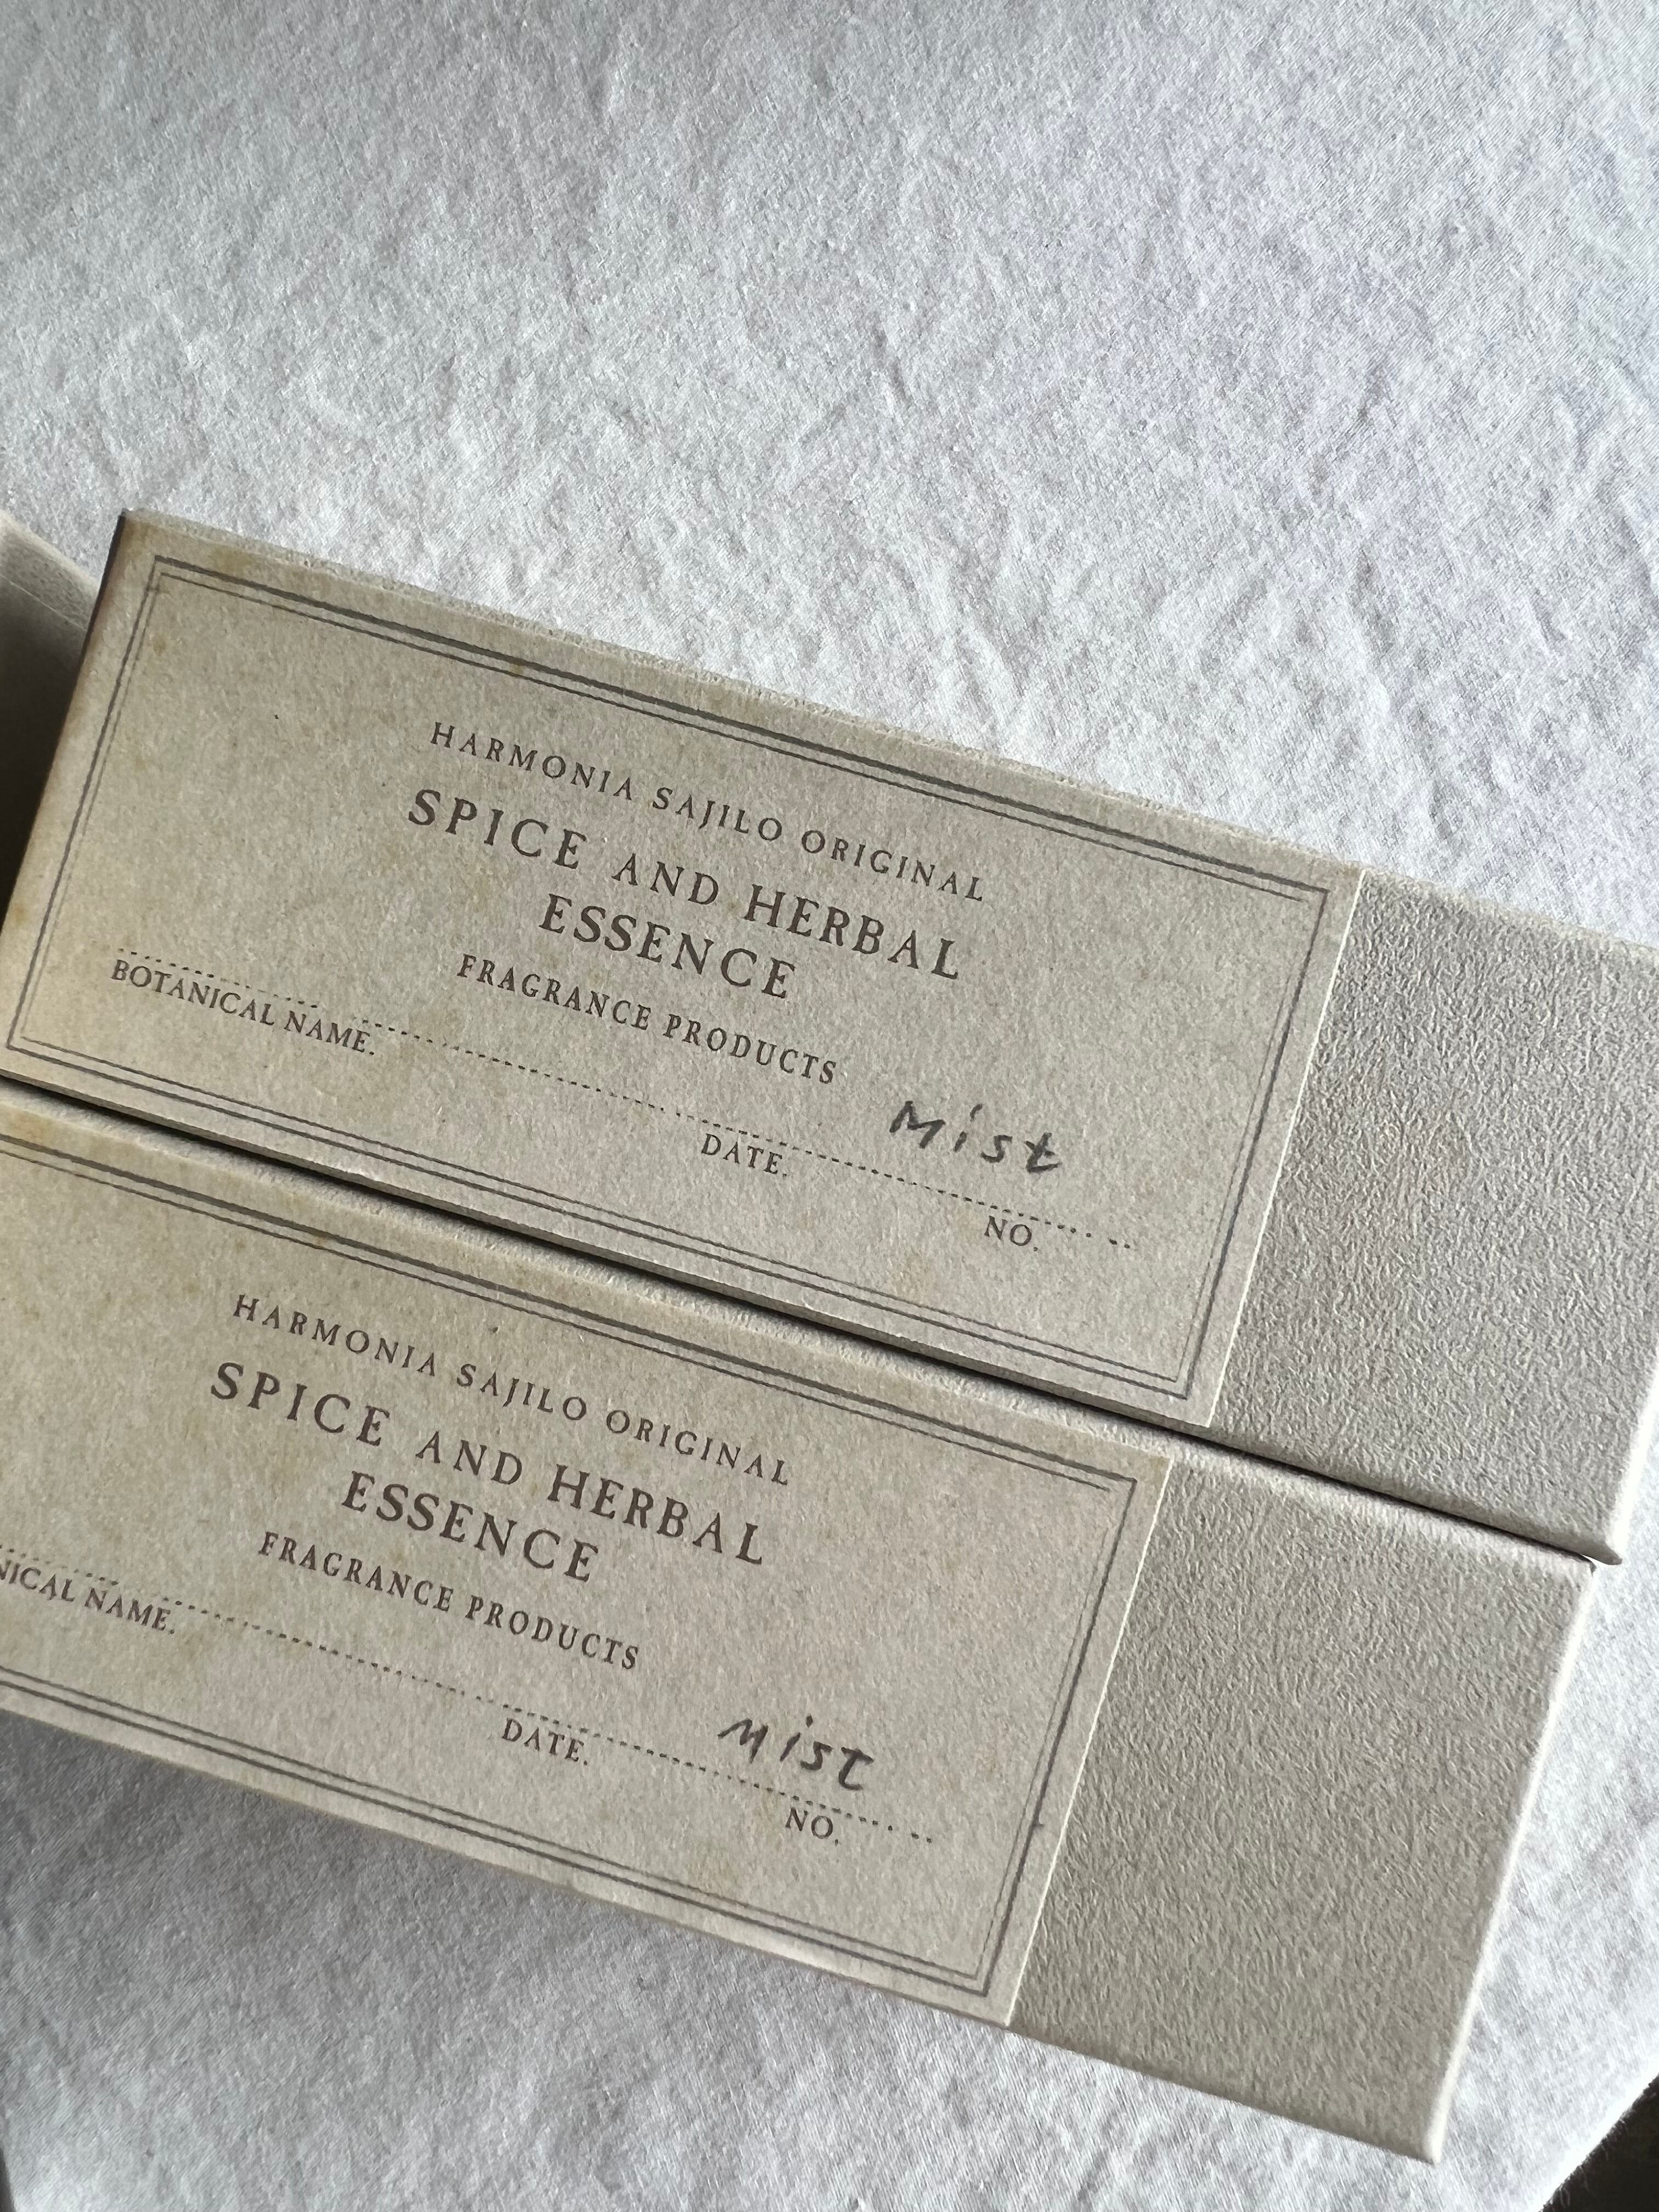 HARMONIA SAJILO ORIGINAL
SPICE AND HERBAL
ESSENCE
FRAGRANCE PRODUCTS
Mist
BOTANICAL NAME. DATE. NO.
HARMONIA SAJILO ORIGINAL
SPICE AND HERBAL
ESSENCE
FRAGRANCE PRODUCTS
Mist
NICAL NAME. DATE. NO.